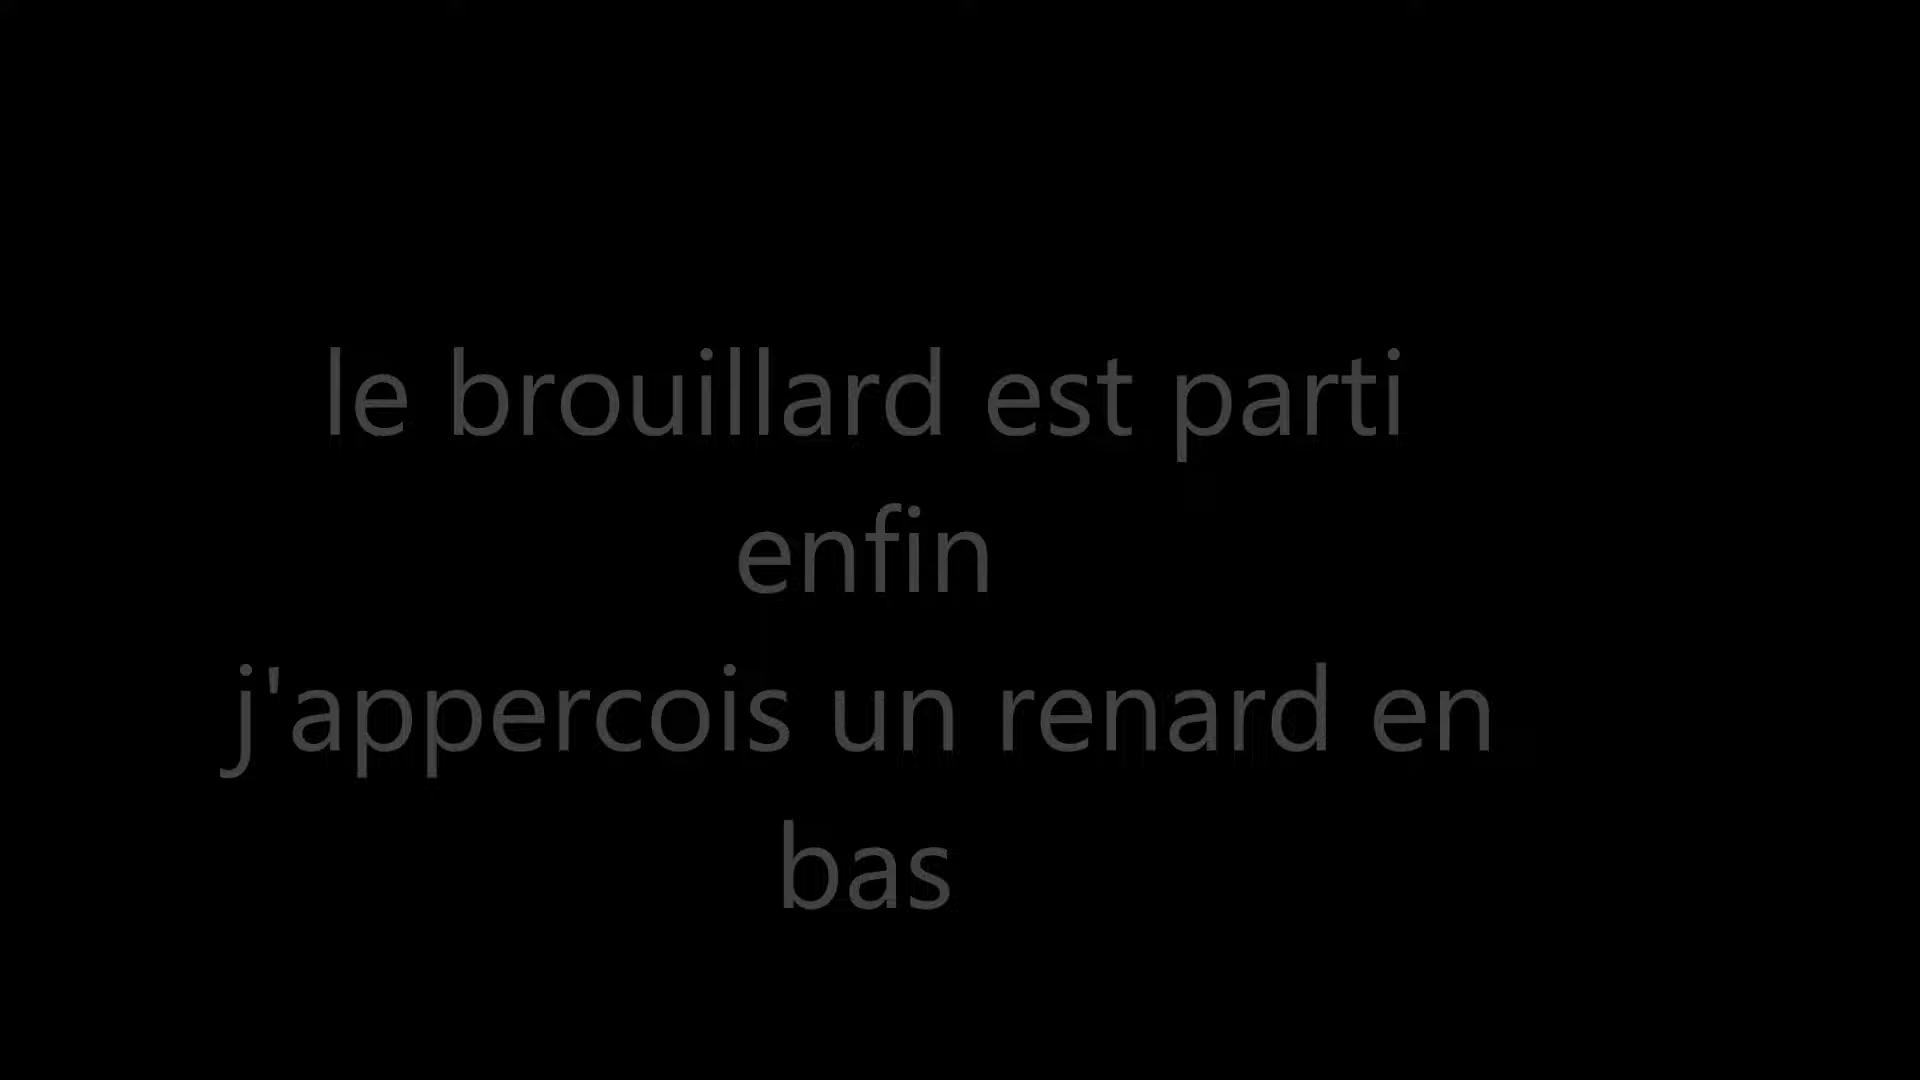 le brouillard est parti
enfin
j'appercois un renard en
bas